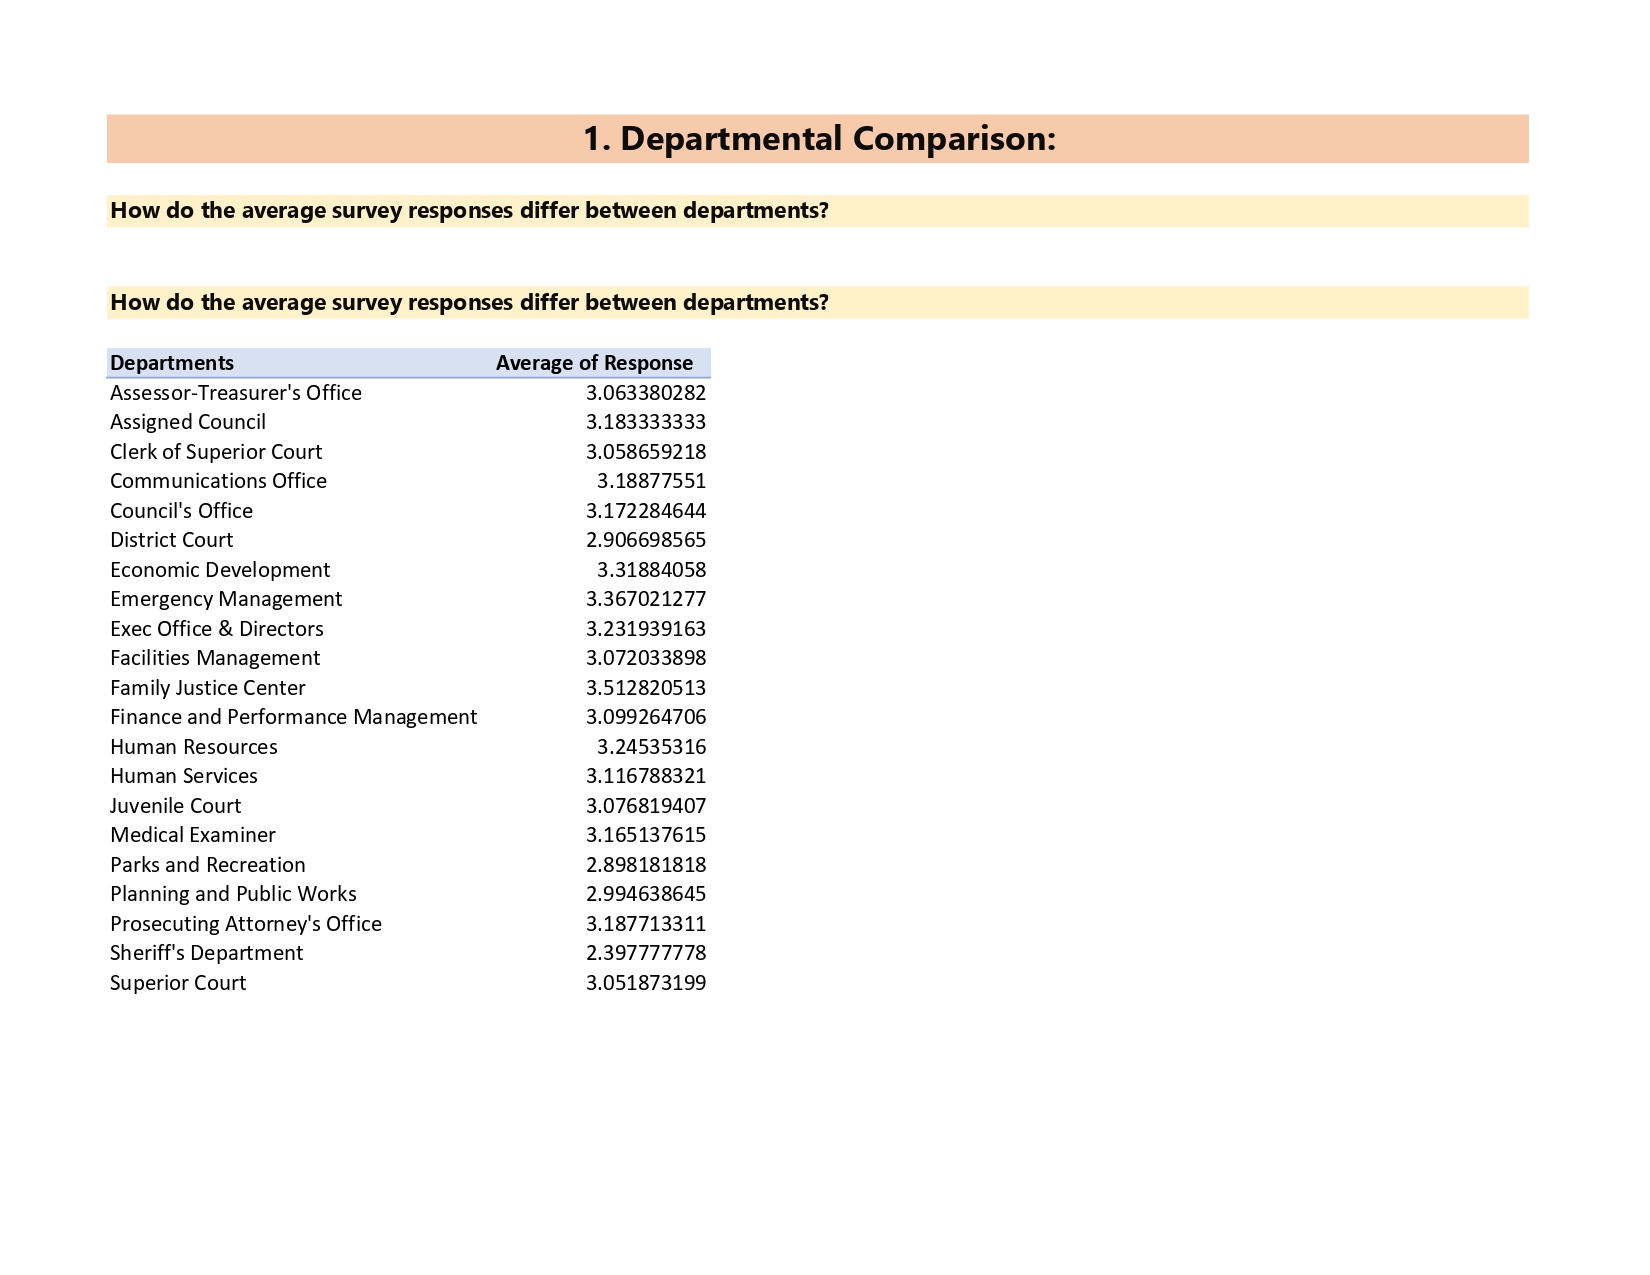 1. Departmental Comparison:
How do the average survey responses differ between departments?
How do the average survey responses differ between departments?
Departments Average of Response
Assessor-Treasurer's Office 3.063380282
Assigned Council 3.183333333
Clerk of Superior Court 3.058659218
Communications Office 3.18877551
Council's Office 3.172284644
District Court 2.906698565
Economic Development 3.31884058
Emergency Management 3.367021277
Exec Office & Directors 3.231939163
Facilities Management 3.072033898
Family Justice Center 3.512820513
Finance and Performance Management 3.099264706
Human Resources 3.24535316
Human Services 3.116788321
Juvenile Court 3.076819407
Medical Examiner 3.165137615
Parks and Recreation 2.898181818
Planning and Public Works 2.994638645
Prosecuting Attorney's Office 3.187713311
Sheriff's Department 2.397777778
Superior Court 3.051873199